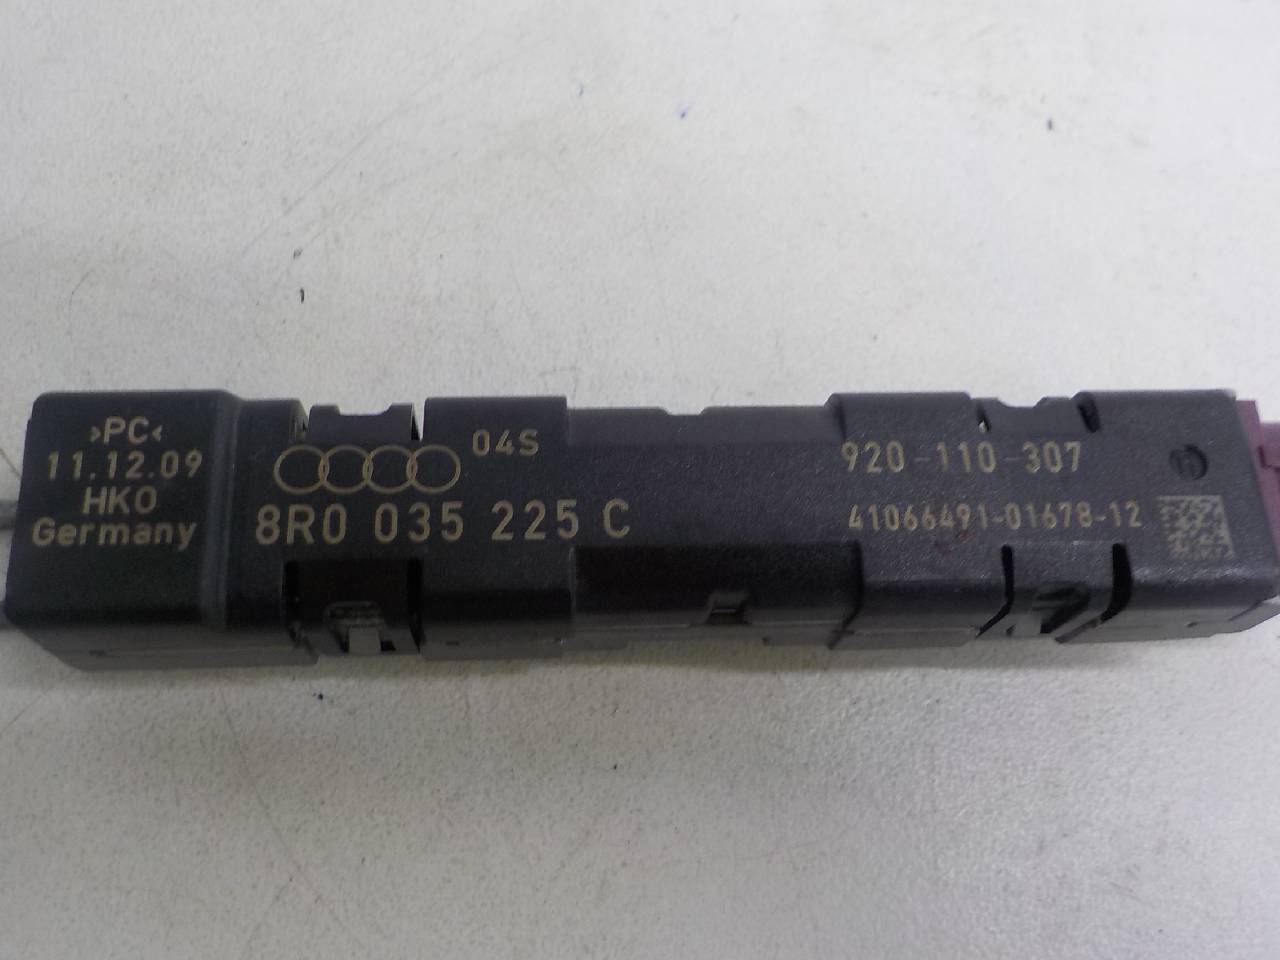 >PC<
11.12.09
HKO
Germany
04S
8R0 035 225 C
920-110-307
41066491-01678-12